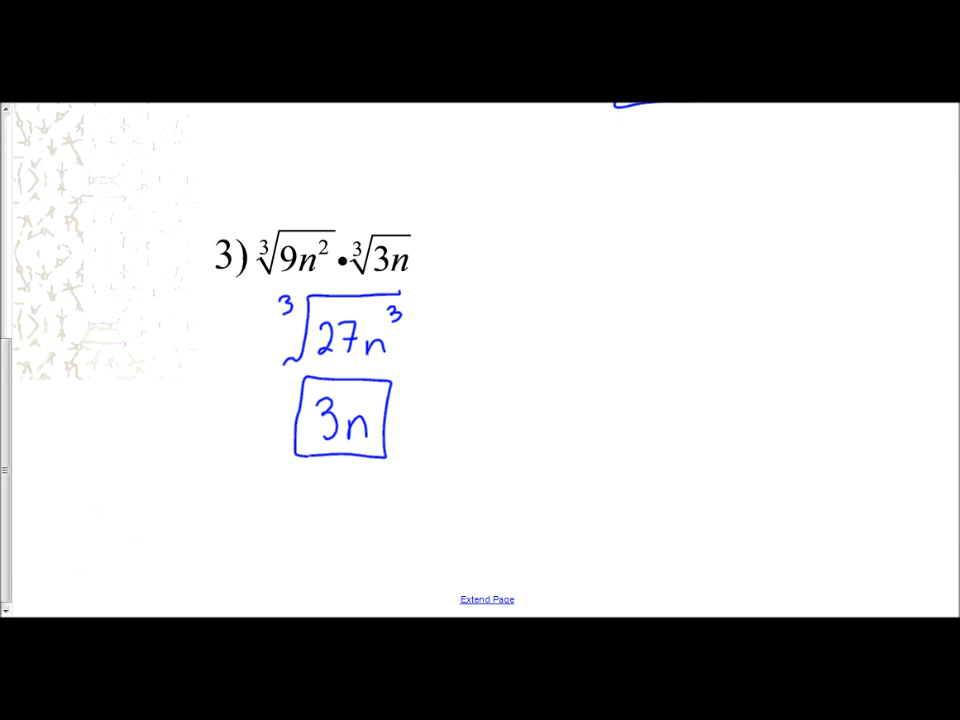 3) ∛9n² • ∛3n
∛27n³
3n
Extend Page